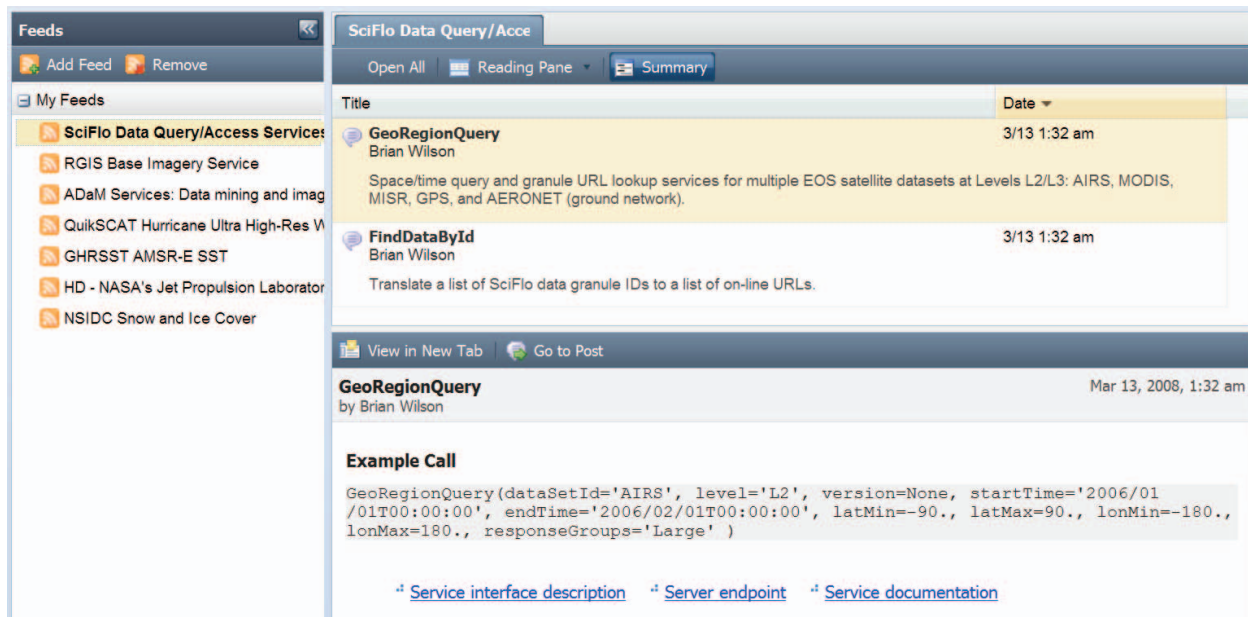 Feeds
Add Feed Remove
My Feeds
SciFlo Data Query/Access Services
RGIS Base Imagery Service
ADaM Services: Data mining and imag
QuikSCAT Hurricane Ultra High-Res W
GHRSST AMSR-E SST
HD - NASA's Jet Propulsion Laborator
NSIDC Snow and Ice Cover
SciFlo Data Query/Acce
Open All Reading Pane Summary
Title Date
GeoRegionQuery 3/13 1:32 am
Brian Wilson
Space/time query and granule URL lookup services for multiple EOS satellite datasets at Levels L2/L3: AIRS, MODIS,
MISR, GPS, and AERONET (ground network).
FindDataById 3/13 1:32 am
Brian Wilson
Translate a list of SciFlo data granule IDs to a list of on-line URLs.
View in New Tab Go to Post
GeoRegionQuery Mar 13, 2008, 1:32 am
by Brian Wilson
Example Call
GeoRegionQuery(dataSetId='AIRS', level='L2', version=None, startTime='2006/01
/01T00:00:00', endTime='2006/02/01T00:00:00', latMin=-90., latMax=90., lonMin=-180.,
lonMax=180., responseGroups='Large' )
Service interface description Server endpoint Service documentation